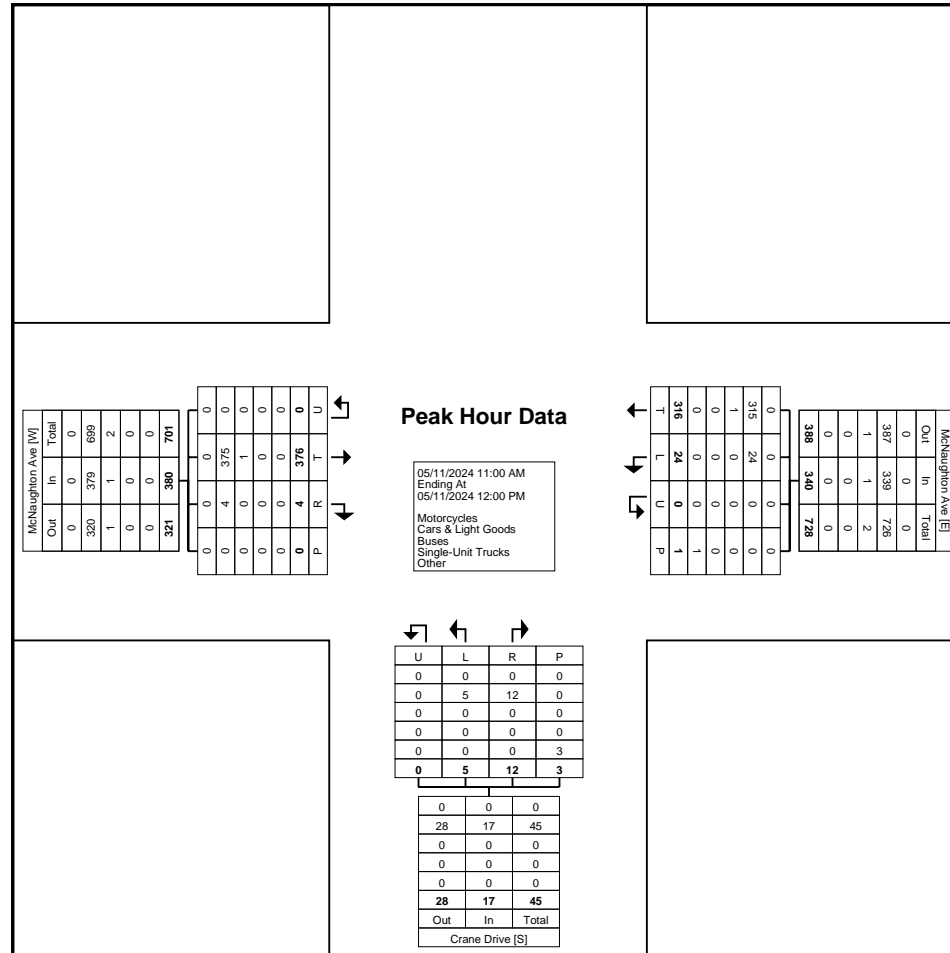 Peak Hour Data
05/11/2024 11:00 AM
Ending At
05/11/2024 12:00 PM
Motorcycles
Cars & Light Goods
Buses
Single-Unit Trucks
Other
McNaughton Ave [W]
Out In Total
0 0 0
320 379 699
1 1 2
0 0 0
0 0 0
321 380 701
0 0 0 0
0 4 375 0
0 0 1 0
0 0 0 0
0 0 0 0
0 4 376 0
P R T U
McNaughton Ave [E]
Out In Total
0 0 0
387 339 726
1 1 2
0 0 0
0 0 0
388 340 728
0 0 0 0
315 24 0 0
1 0 0 0
0 0 0 0
0 0 0 1
316 24 0 1
T L U P
U L R P
0 0 0 0
0 5 12 0
0 0 0 0
0 0 0 0
0 0 0 3
0 5 12 3
0 0 0
28 17 45
0 0 0
0 0 0
0 0 0
28 17 45
Out In Total
Crane Drive [S]